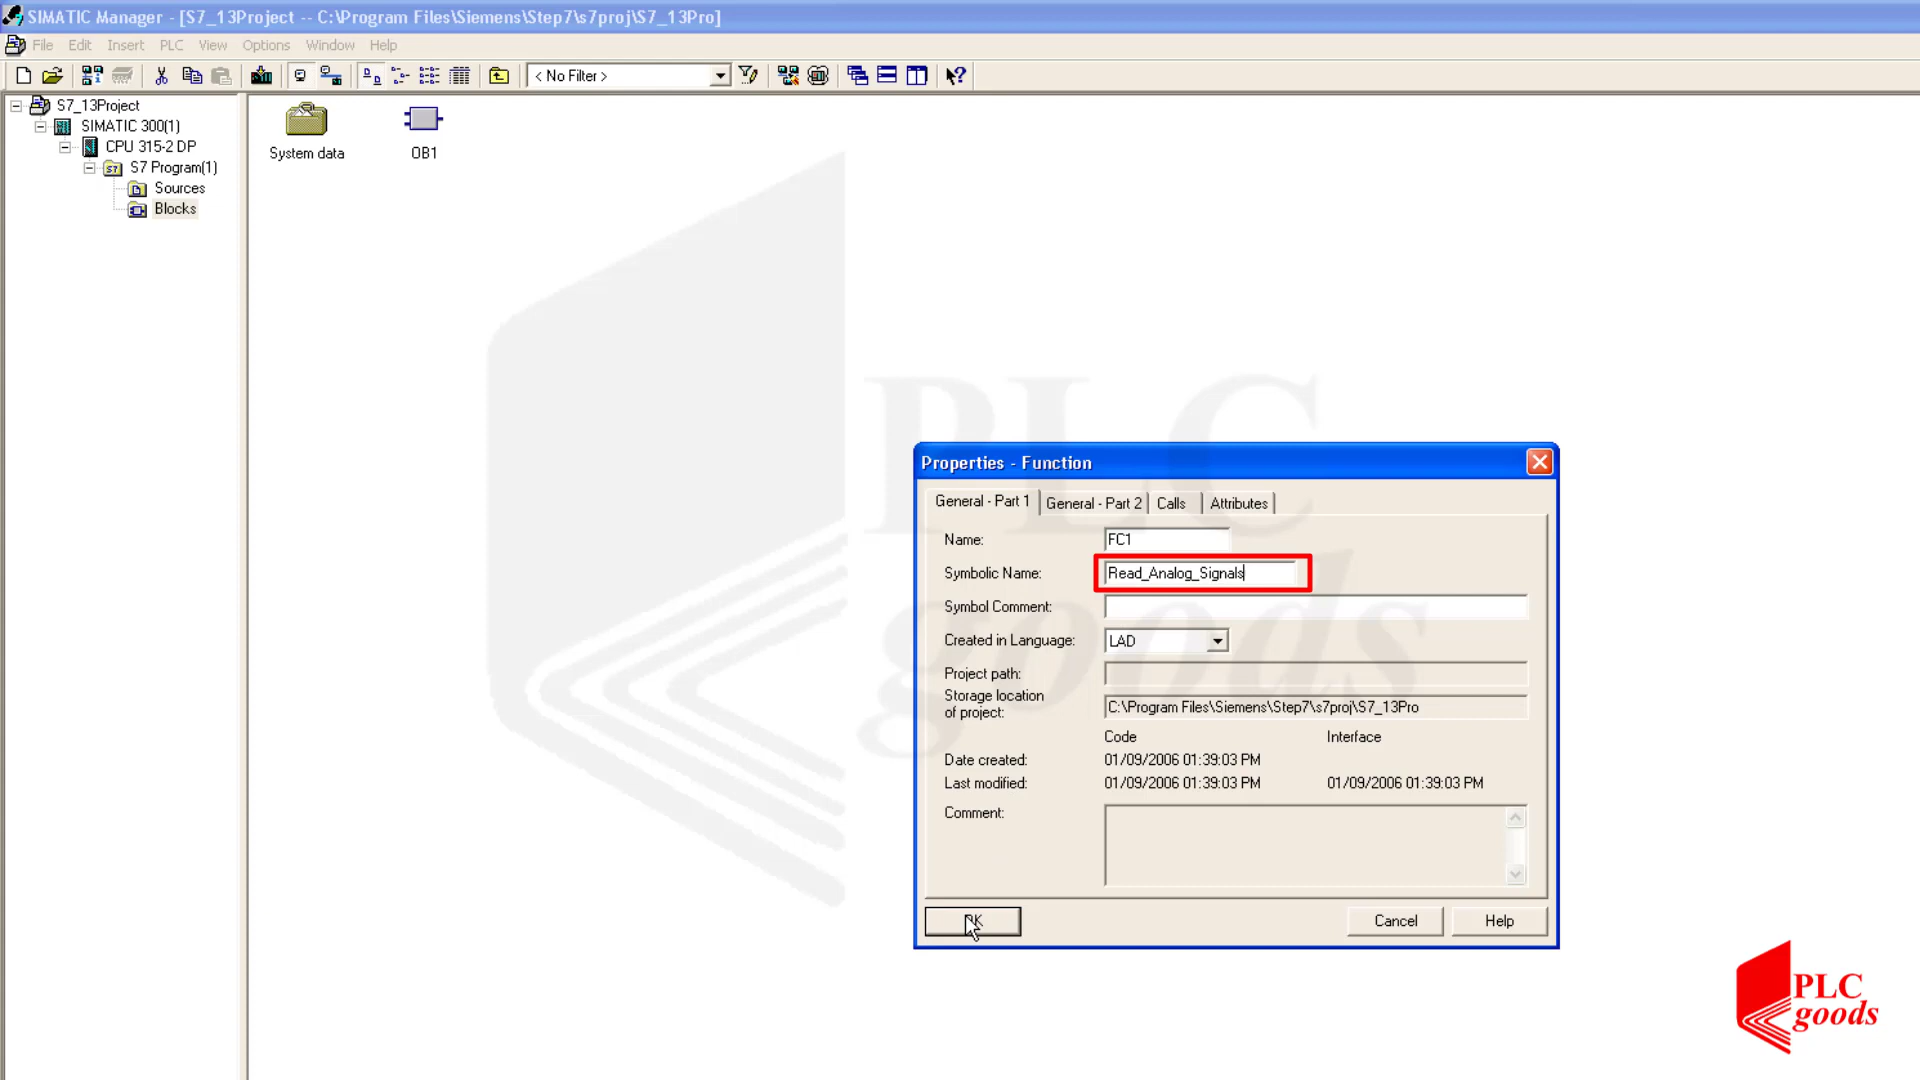 SIMATIC Manager - [S7_13Project -- C:\Program Files\Siemens\Step7\s7proj\S7_13Pro]
File Edit Insert PLC View Options Window Help
< No Filter >
S7_13Project
SIMATIC 300(1)
CPU 315-2 DP
S7 Program(1)
Sources
Blocks
System data
OB1
PLC
goods
Properties - Function
General - Part 1 General - Part 2 Calls Attributes
Name: FC1
Symbolic Name: Read_Analog_Signals
Symbol Comment:
Created in Language: LAD
Project path:
Storage location
of project: C:\Program Files\Siemens\Step7\s7proj\S7_13Pro
Code Interface
Date created: 01/09/2006 01:39:03 PM
Last modified: 01/09/2006 01:39:03 PM 01/09/2006 01:39:03 PM
Comment:
OK Cancel Help
PLC
goods